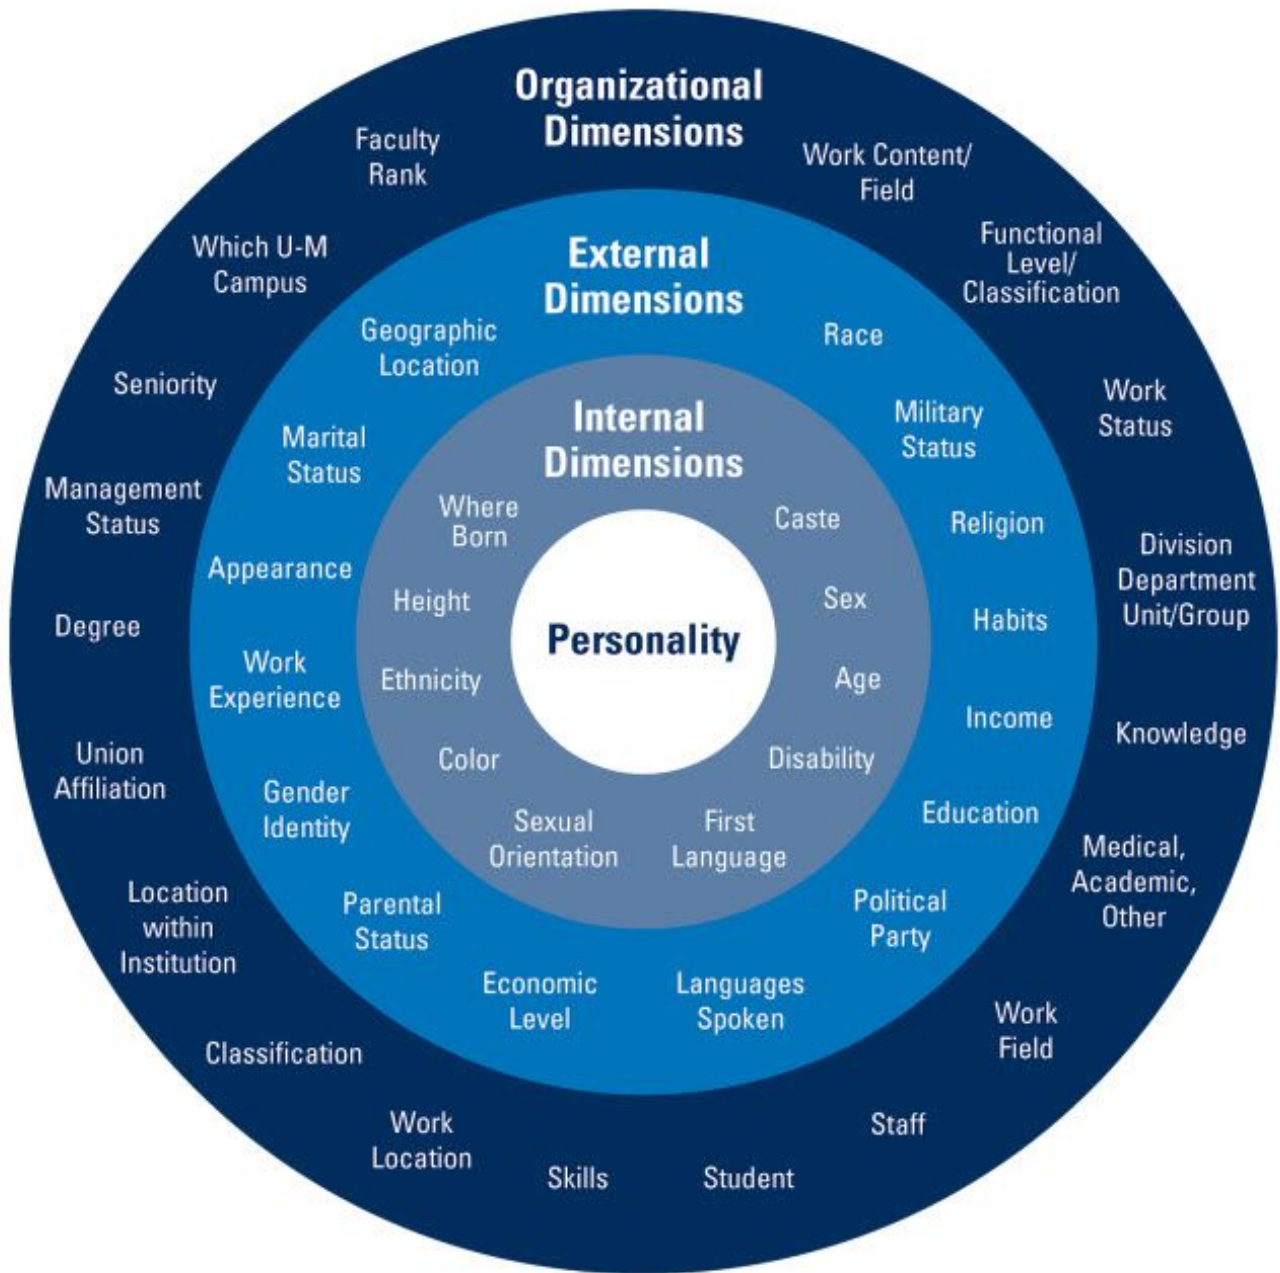 Organizational
Dimensions
Faculty
Rank
Work Content/
Field
Which U-M
Campus
Functional
Level/
Classification
Seniority
Work
Status
Management
Status
Division
Department
Unit/Group
Degree
Knowledge
Union
Affiliation
Medical,
Academic,
Other
Location
within
Institution
Work
Field
Classification
Staff
Work
Location
Skills
Student
External
Dimensions
Geographic
Location
Race
Marital
Status
Military
Status
Appearance
Religion
Work
Experience
Habits
Income
Gender
Identity
Education
Parental
Status
Political
Party
Economic
Level
Languages
Spoken
Internal
Dimensions
Where
Born
Caste
Height
Sex
Ethnicity
Age
Color
Disability
Sexual
Orientation
First
Language
Personality